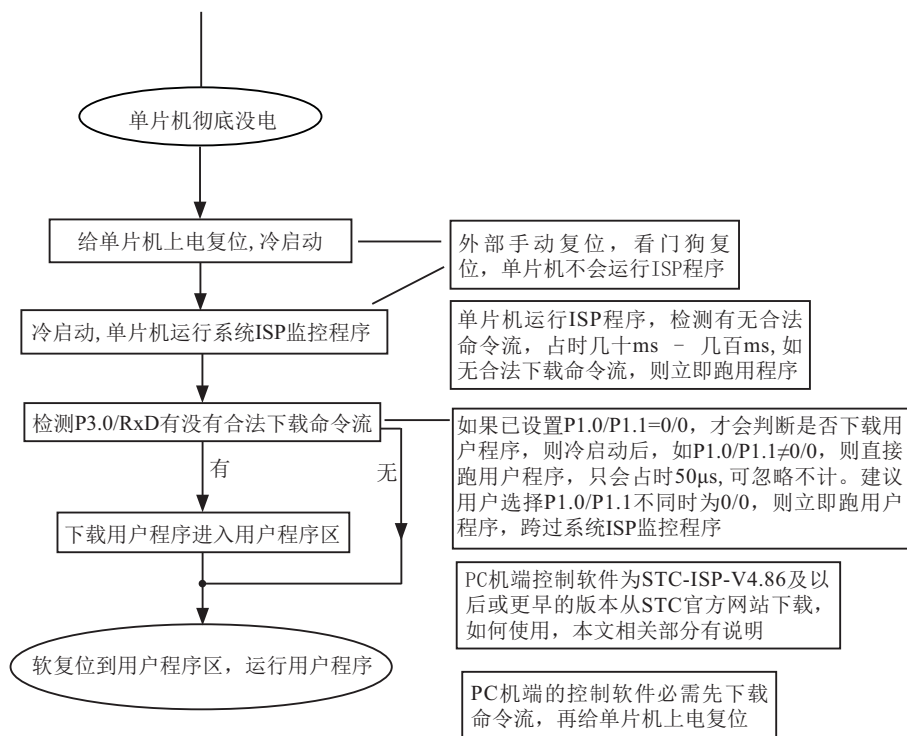 单片机彻底没电
给单片机上电复位,冷启动
外部手动复位，看门狗复
位，单片机不会运行ISP程序
冷启动,单片机运行系统ISP监控程序
单片机运行ISP程序，检测有无合法
命令流，占时几十ms － 几百ms,如
无合法下载命令流，则立即跑用程序
检测P3.0/RxD有没有合法下载命令流
如果已设置P1.0/P1.1=0/0，才会判断是否下载用
户程序，则冷启动后，如P1.0/P1.1≠0/0，则直接
跑用户程序，只会占时50μs,可忽略不计。建议
用户选择P1.0/P1.1不同时为0/0，则立即跑用户
程序，跨过系统ISP监控程序
有
无
下载用户程序进入用户程序区
PC机端控制软件为STC-ISP-V4.86及以
后或更早的版本从STC官方网站下载，
如何使用，本文相关部分有说明
软复位到用户程序区，运行用户程序
PC机端的控制软件必需先下载
命令流，再给单片机上电复位